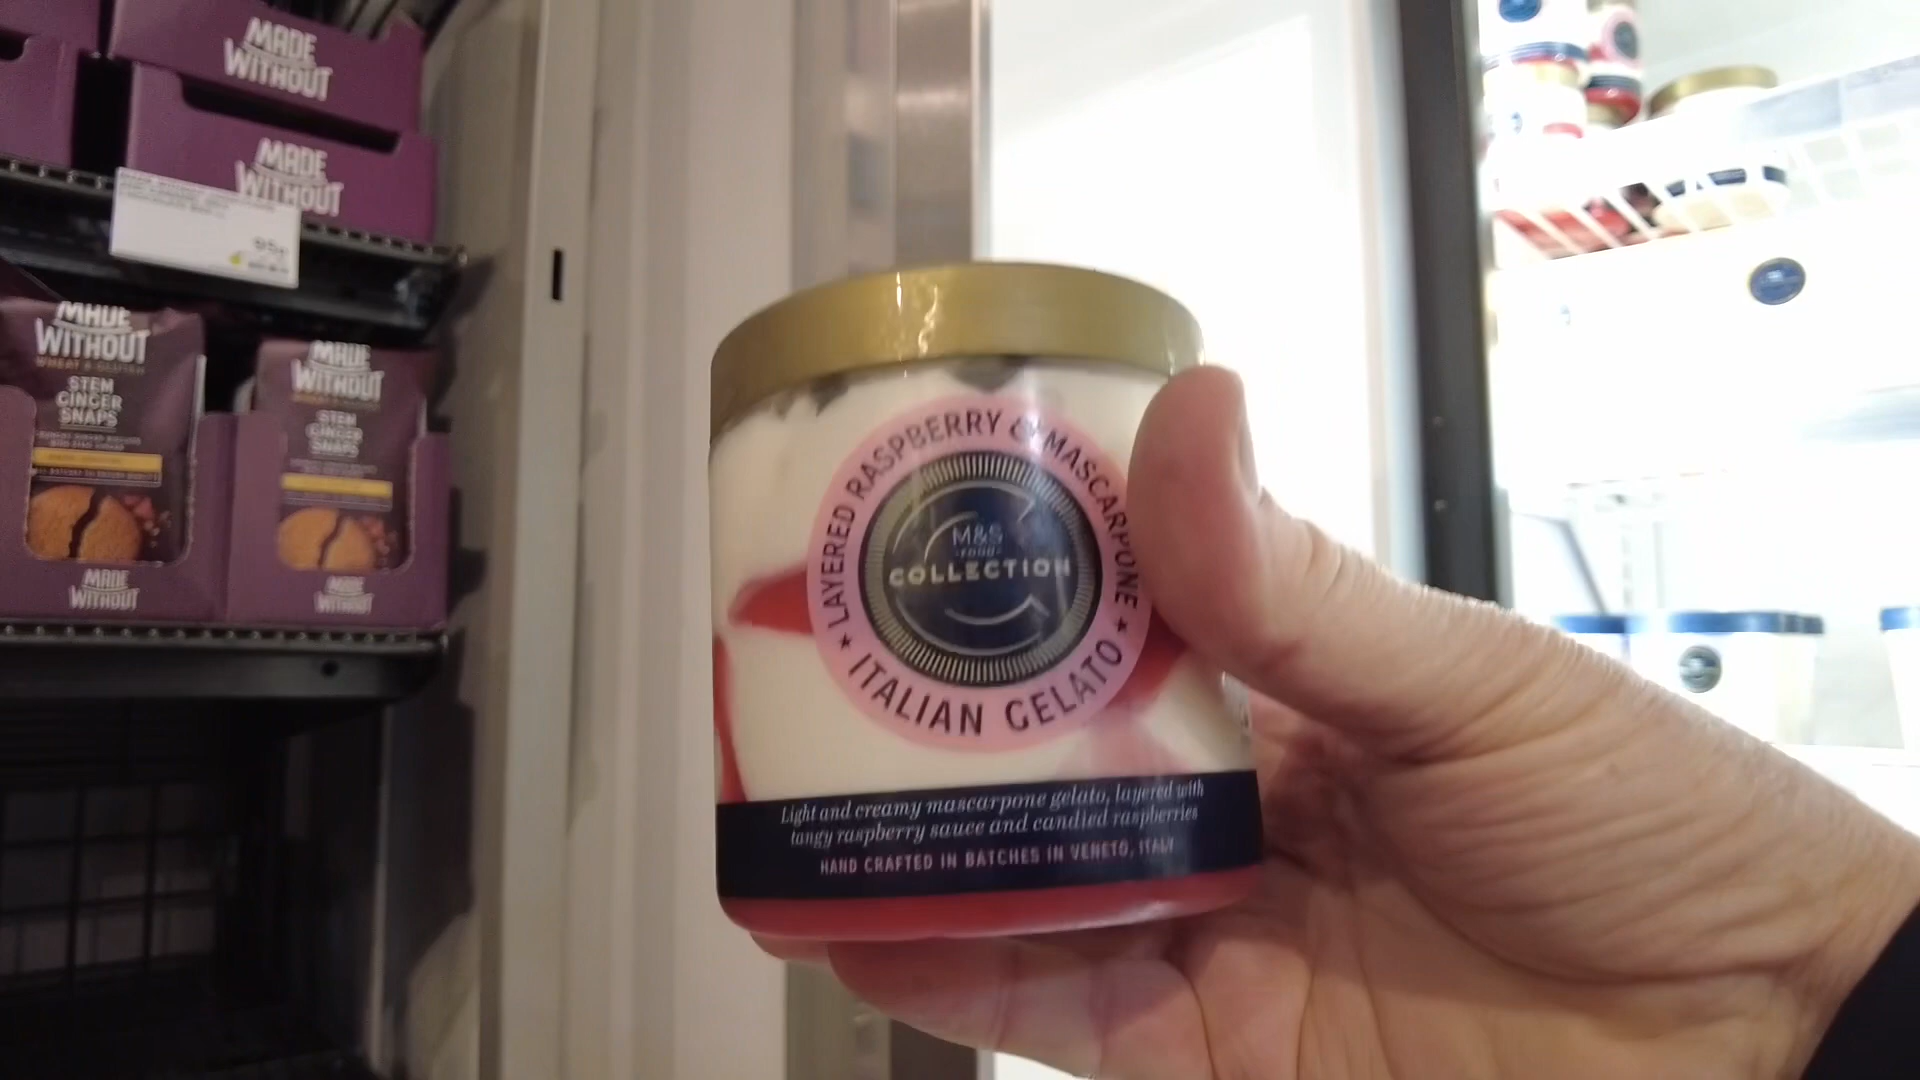 MADE
WITHOUT
MADE
WITHOUT
MADE
WITHOUT
WHEAT & GLUTEN
STEM
GINGER
SNAPS
MADE
WITHOUT
MADE
WITHOUT
STEM
GINGER
SNAPS
MADE
WITHOUT
LAYERED RASPBERRY & MASCARPONE
M&S
FOOD
COLLECTION
ITALIAN GELATO
Light and creamy mascarpone gelato, layered with
tangy raspberry sauce and candied raspberries
HAND CRAFTED IN BATCHES IN VENETO, ITALY